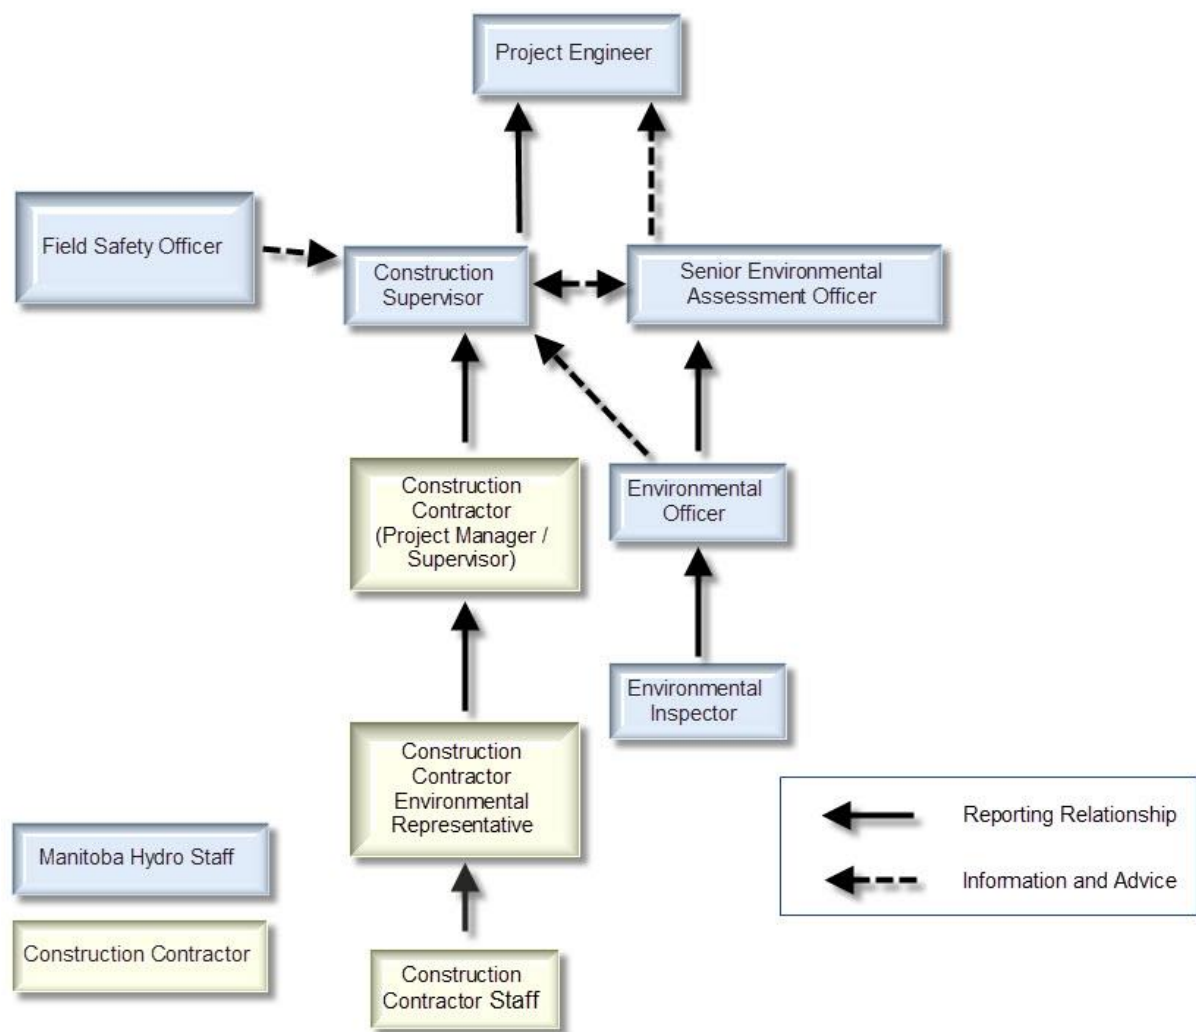 Project Engineer
Field Safety Officer
Construction
Supervisor
Senior Environmental
Assessment Officer
Construction
Contractor
(Project Manager /
Supervisor)
Environmental
Officer
Environmental
Inspector
Construction
Contractor
Environmental
Representative
Reporting Relationship
Information and Advice
Manitoba Hydro Staff
Construction Contractor
Construction
Contractor Staff